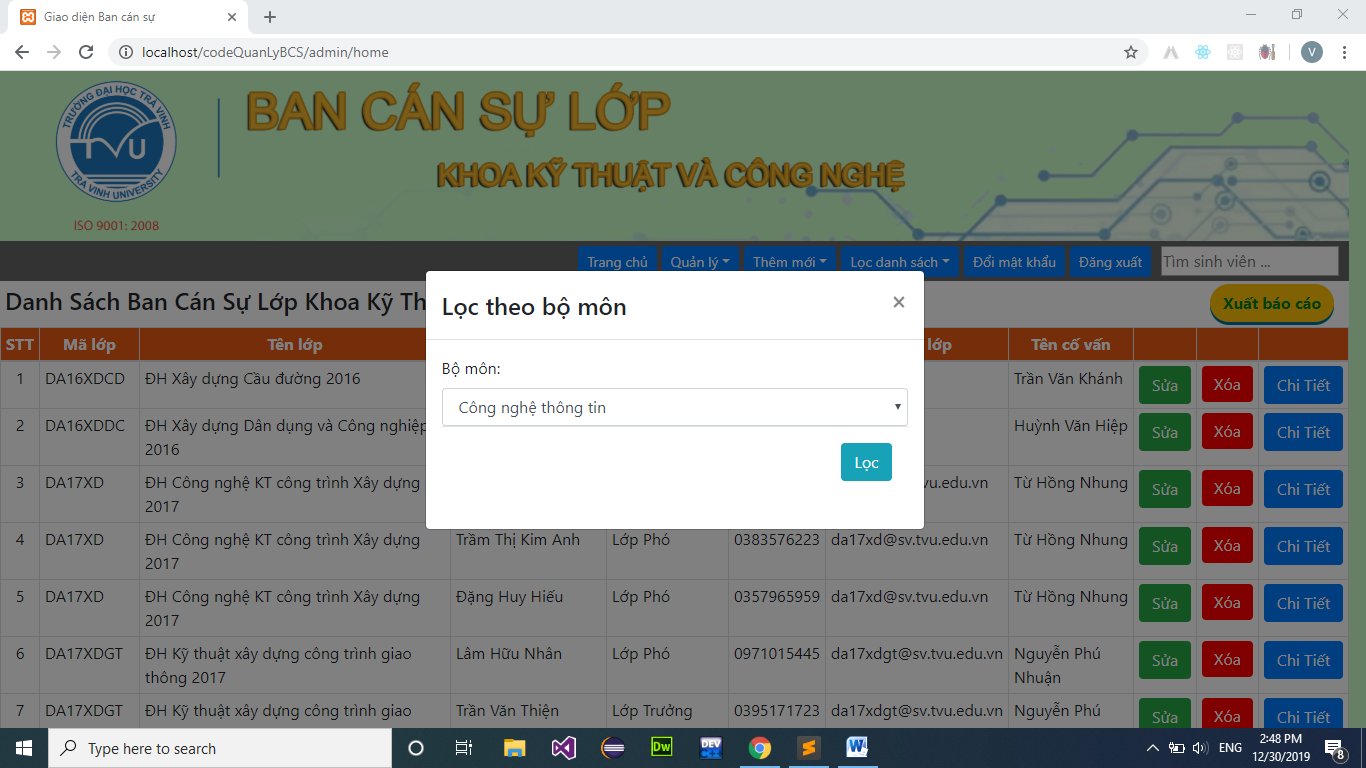 Giao diện Ban cán sự
localhost/codeQuanLyBCS/admin/home
V
TRƯỜNG ĐẠI HỌC TRÀ VINH
TVU
TRA VINH UNIVERSITY
ISO 9001: 2008
BAN CÁN SỰ LỚP
KHOA KỸ THUẬT VÀ CÔNG NGHỆ
Trang chủ Quản lý Thêm mới Lọc danh sách Đổi mật khẩu Đăng xuất Tìm sinh viên ...
Danh Sách Ban Cán Sự Lớp Khoa Kỹ Th
Xuất báo cáo
Lọc theo bộ môn ×
Bộ môn:
Công nghệ thông tin
Lọc
STT Mã lớp Tên lớp lớp Tên cố vấn
1 DA16XDCD ĐH Xây dựng Cầu đường 2016 Trần Văn Khánh Sửa Xóa Chi Tiết
2 DA16XDDC ĐH Xây dựng Dân dụng và Công nghiệp Huỳnh Văn Hiệp Sửa Xóa Chi Tiết
2016
3 DA17XD ĐH Công nghệ KT công trình Xây dựng vu.edu.vn Từ Hồng Nhung Sửa Xóa Chi Tiết
2017
4 DA17XD ĐH Công nghệ KT công trình Xây dựng Trầm Thị Kim Anh Lớp Phó 0383576223 da17xd@sv.tvu.edu.vn Từ Hồng Nhung Sửa Xóa Chi Tiết
2017
5 DA17XD ĐH Công nghệ KT công trình Xây dựng Đặng Huy Hiếu Lớp Phó 0357965959 da17xd@sv.tvu.edu.vn Từ Hồng Nhung Sửa Xóa Chi Tiết
2017
6 DA17XDGT ĐH Kỹ thuật xây dựng công trình giao Lâm Hữu Nhân Lớp Phó 0971015445 da17xdgt@sv.tvu.edu.vn Nguyễn Phú Sửa Xóa Chi Tiết
thông 2017 Nhuận
7 DA17XDGT ĐH Kỹ thuật xây dựng công trình giao Trần Văn Thiện Lớp Trưởng 0395171723 da17xdgt@sv.tvu.edu.vn Nguyễn Phú Sửa Xóa Chi Tiết
Type here to search
Dw
DEV
C++
W
ENG
2:48 PM
12/30/2019
8